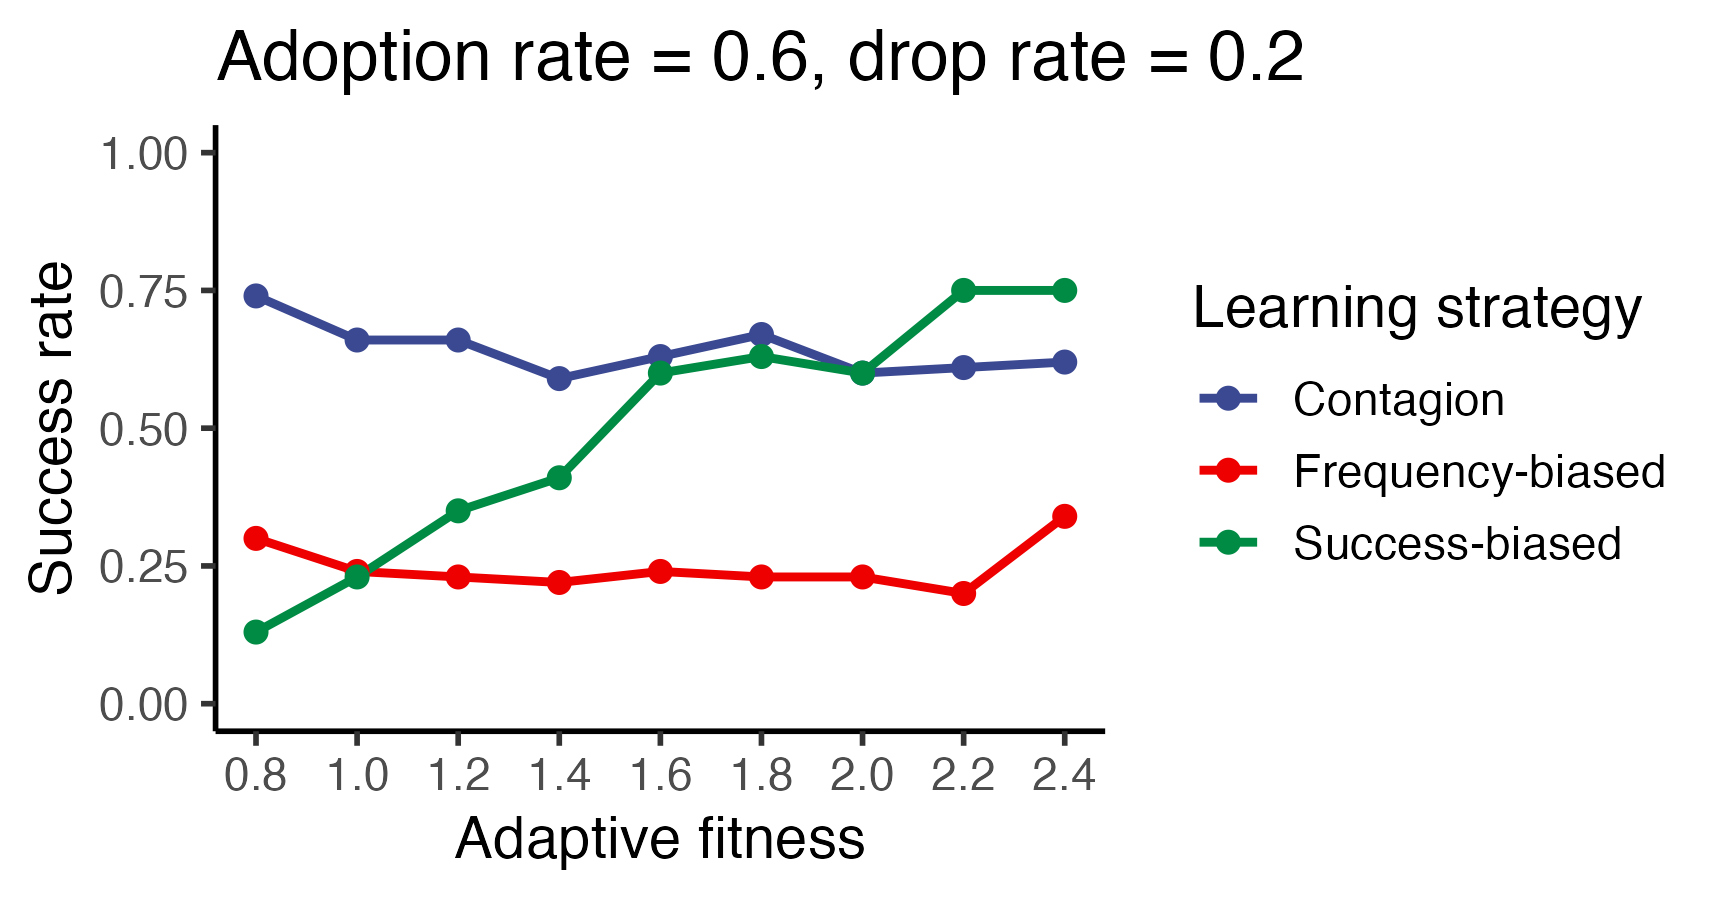 Adoption rate = 0.6, drop rate = 0.2
1.00
0.75
0.50
0.25
0.00
Success rate
0.8 1.0 1.2 1.4 1.6 1.8 2.0 2.2 2.4
Adaptive fitness
Learning strategy
Contagion
Frequency-biased
Success-biased